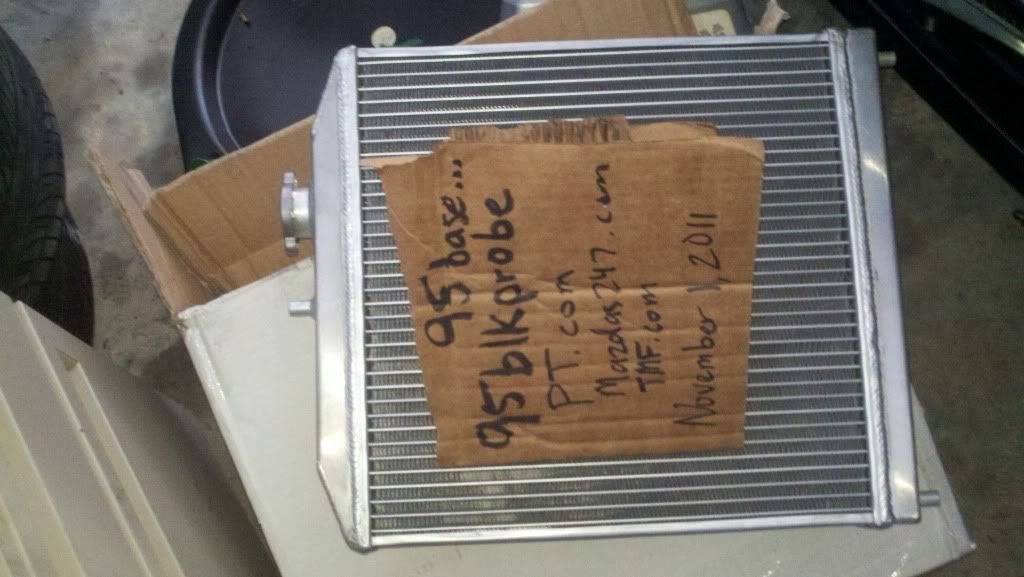 95 base...
95blkprobe
PT.com
Mazdas247.com
TMF.com
November 1, 2011